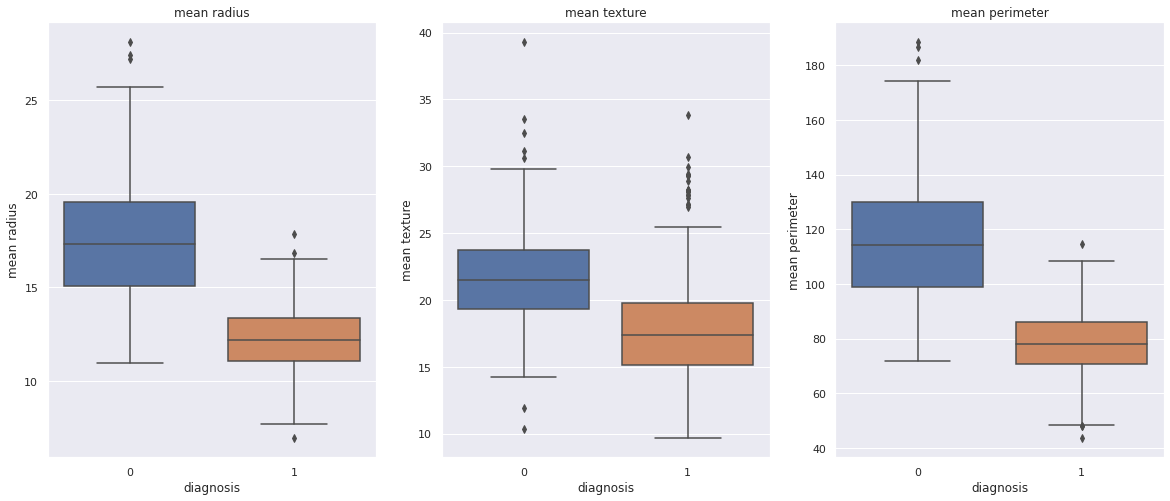 mean radius
mean radius
25
20
15
10
0
1
diagnosis
mean texture
mean texture
40
35
30
25
20
15
10
0
1
diagnosis
mean perimeter
mean perimeter
180
160
140
120
100
80
60
40
0
1
diagnosis